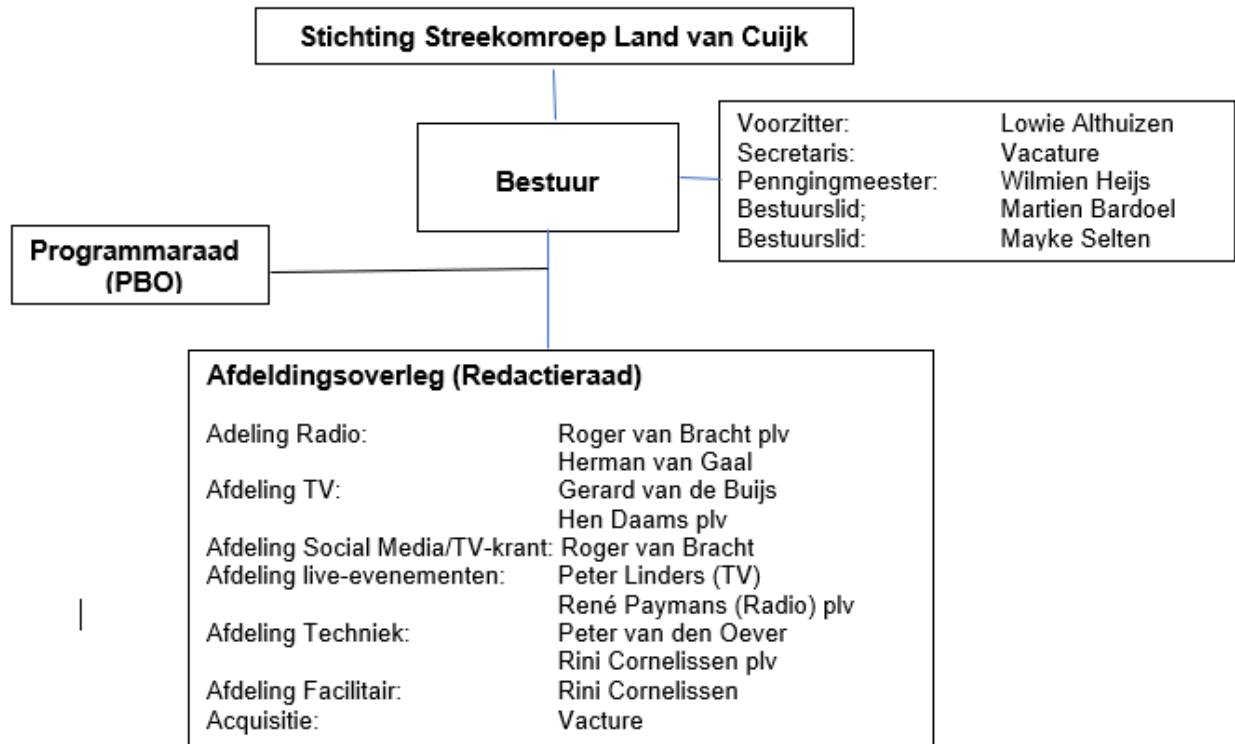 Stichting Streekomroep Land van Cuijk
Bestuur
Voorzitter: Lowie Althuizen
Secretaris: Vacature
Penngingmeester: Wilmien Heijs
Bestuurslid; Martien Bardoel
Bestuurslid: Mayke Selten
Programmaraad
(PBO)
Afdeldingsoverleg (Redactieraad)
Adeling Radio: Roger van Bracht plv
Herman van Gaal
Afdeling TV: Gerard van de Buijs
Hen Daams plv
Afdeling Social Media/TV-krant: Roger van Bracht
Afdeling live-evenementen: Peter Linders (TV)
René Paymans (Radio) plv
Afdeling Techniek: Peter van den Oever
Rini Cornelissen plv
Afdeling Facilitair: Rini Cornelissen
Acquisitie: Vacture